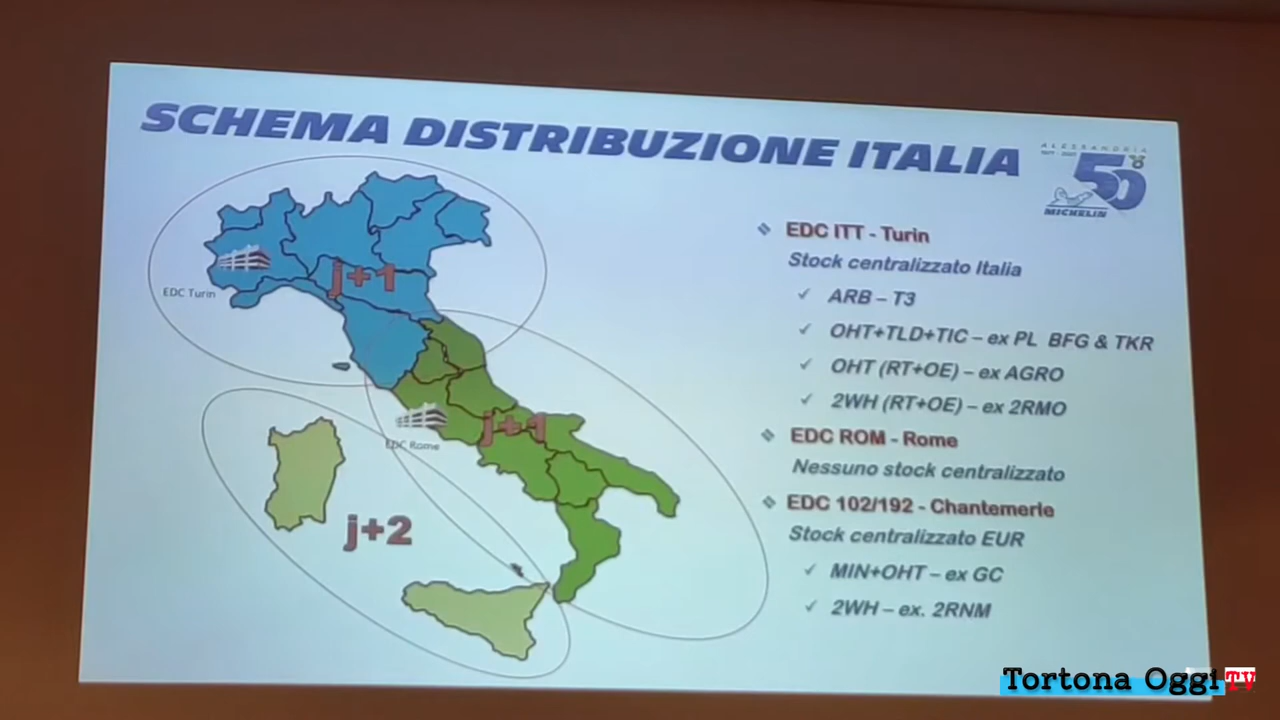 SCHEMA DISTRIBUZIONE ITALIA
ALESSANDRIA
50
MICHELIN
EDC ITT - Turin
Stock centralizzato Italia
ARB – T3
OHT+TLD+TIC – ex PL BFG & TKR
OHT (RT+OE) – ex AGRO
2WH (RT+OE) – ex 2RMO
EDC ROM - Rome
Nessuno stock centralizzato
EDC 102/192 - Chantemerle
Stock centralizzato EUR
MIN+OHT – ex GC
2WH – ex. 2RNM
j+1
EDC Turin
j+1
EDC Rome
j+2
Tortona Oggi TV